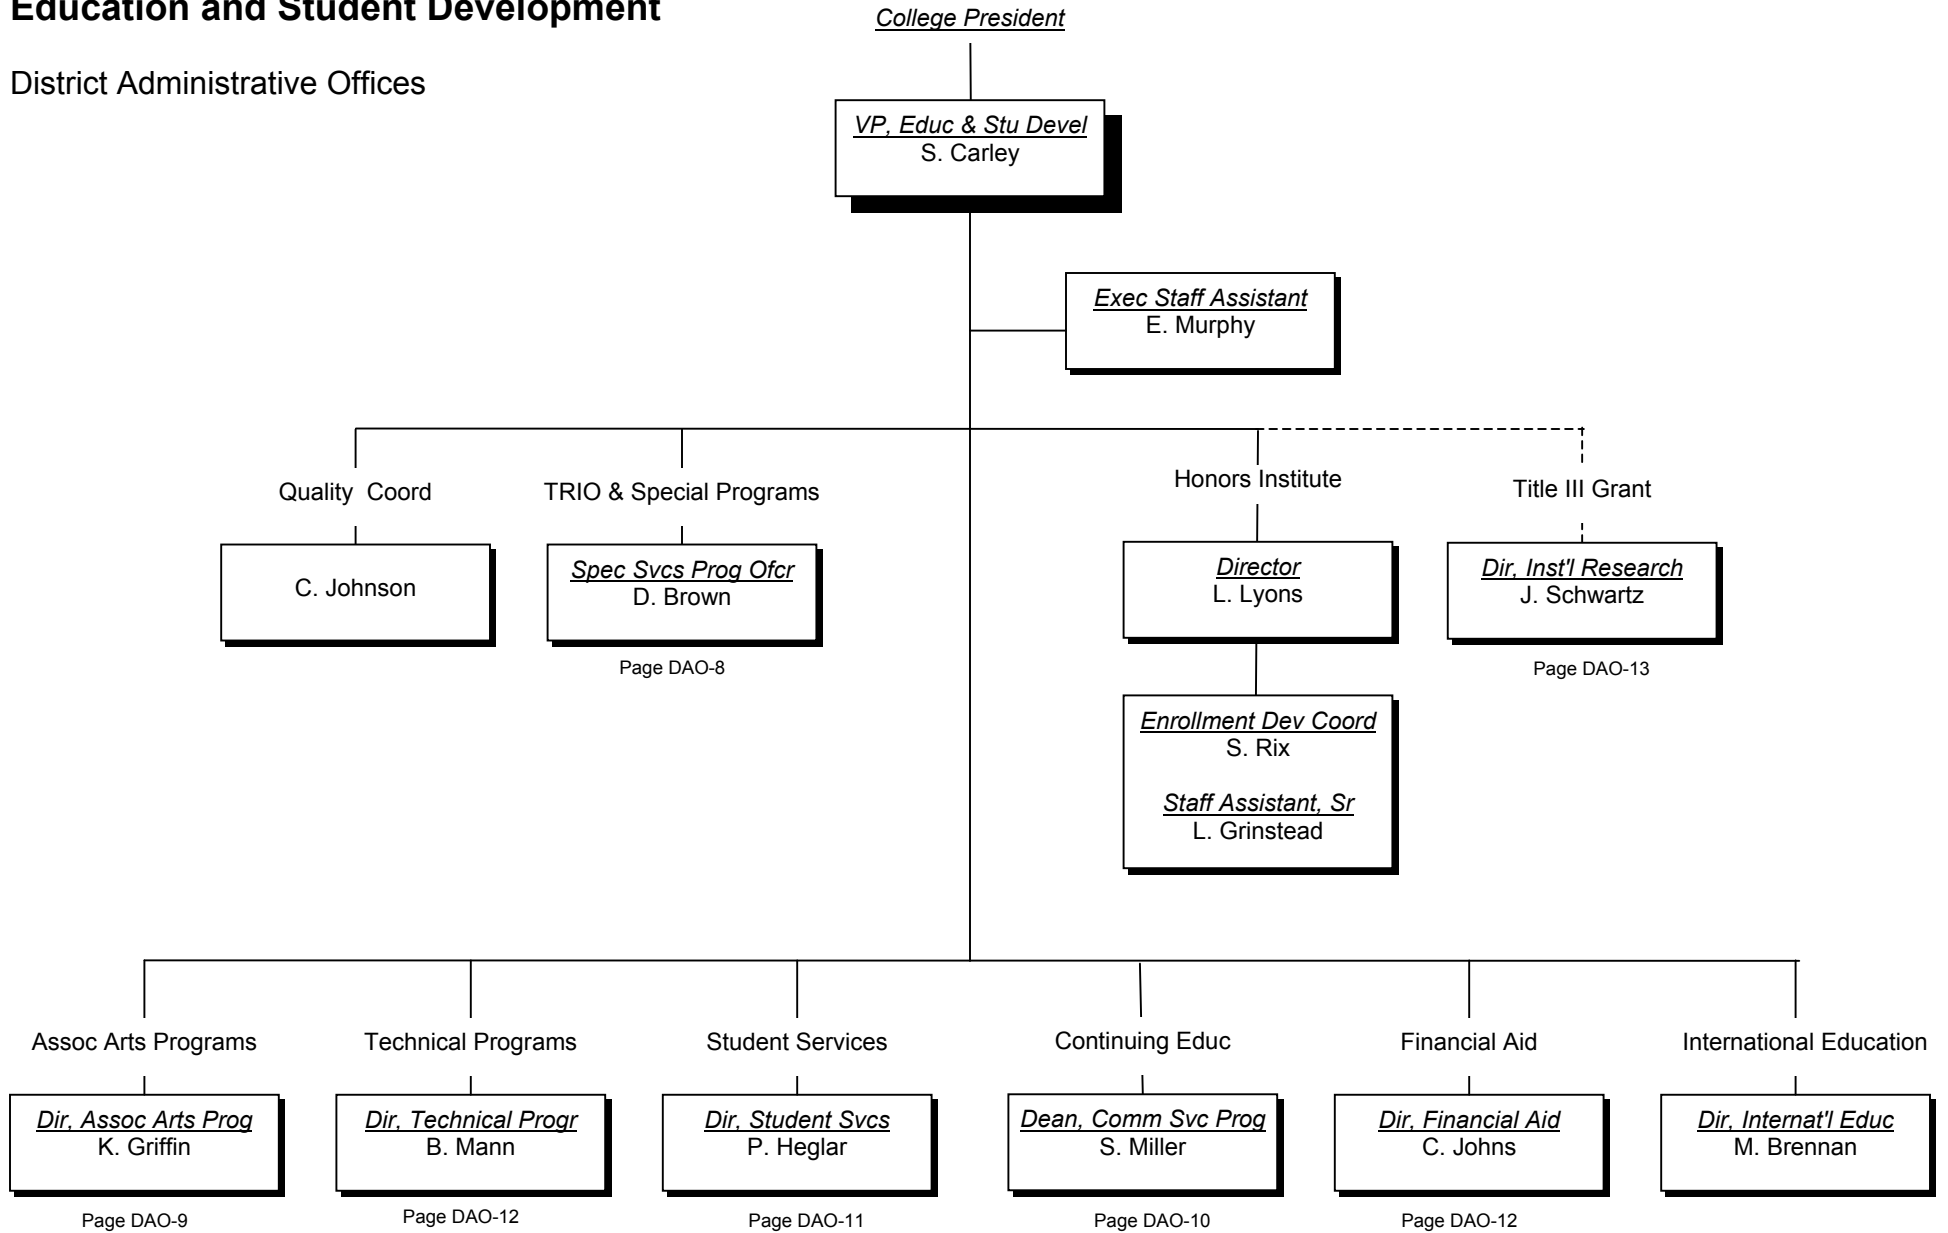 Education and Student Development
College President
District Administrative Offices
VP, Educ & Stu Devel
S. Carley
Exec Staff Assistant
E. Murphy
Quality  Coord
TRIO & Special Programs
Honors Institute
Title III Grant
C. Johnson
Spec Svcs Prog Ofcr
D. Brown
Page DAO-8
Director
L. Lyons
Dir, Inst'l Research
J. Schwartz
Page DAO-13
Enrollment Dev Coord
S. Rix
Staff Assistant, Sr
L. Grinstead
Assoc Arts Programs
Technical Programs
Student Services
Continuing Educ
Financial Aid
International Education
Dir, Assoc Arts Prog
K. Griffin
Page DAO-9
Dir, Technical Progr
B. Mann
Page DAO-12
Dir, Student Svcs
P. Heglar
Page DAO-11
Dean, Comm Svc Prog
S. Miller
Page DAO-10
Dir, Financial Aid
C. Johns
Page DAO-12
Dir, Internat'l Educ
M. Brennan